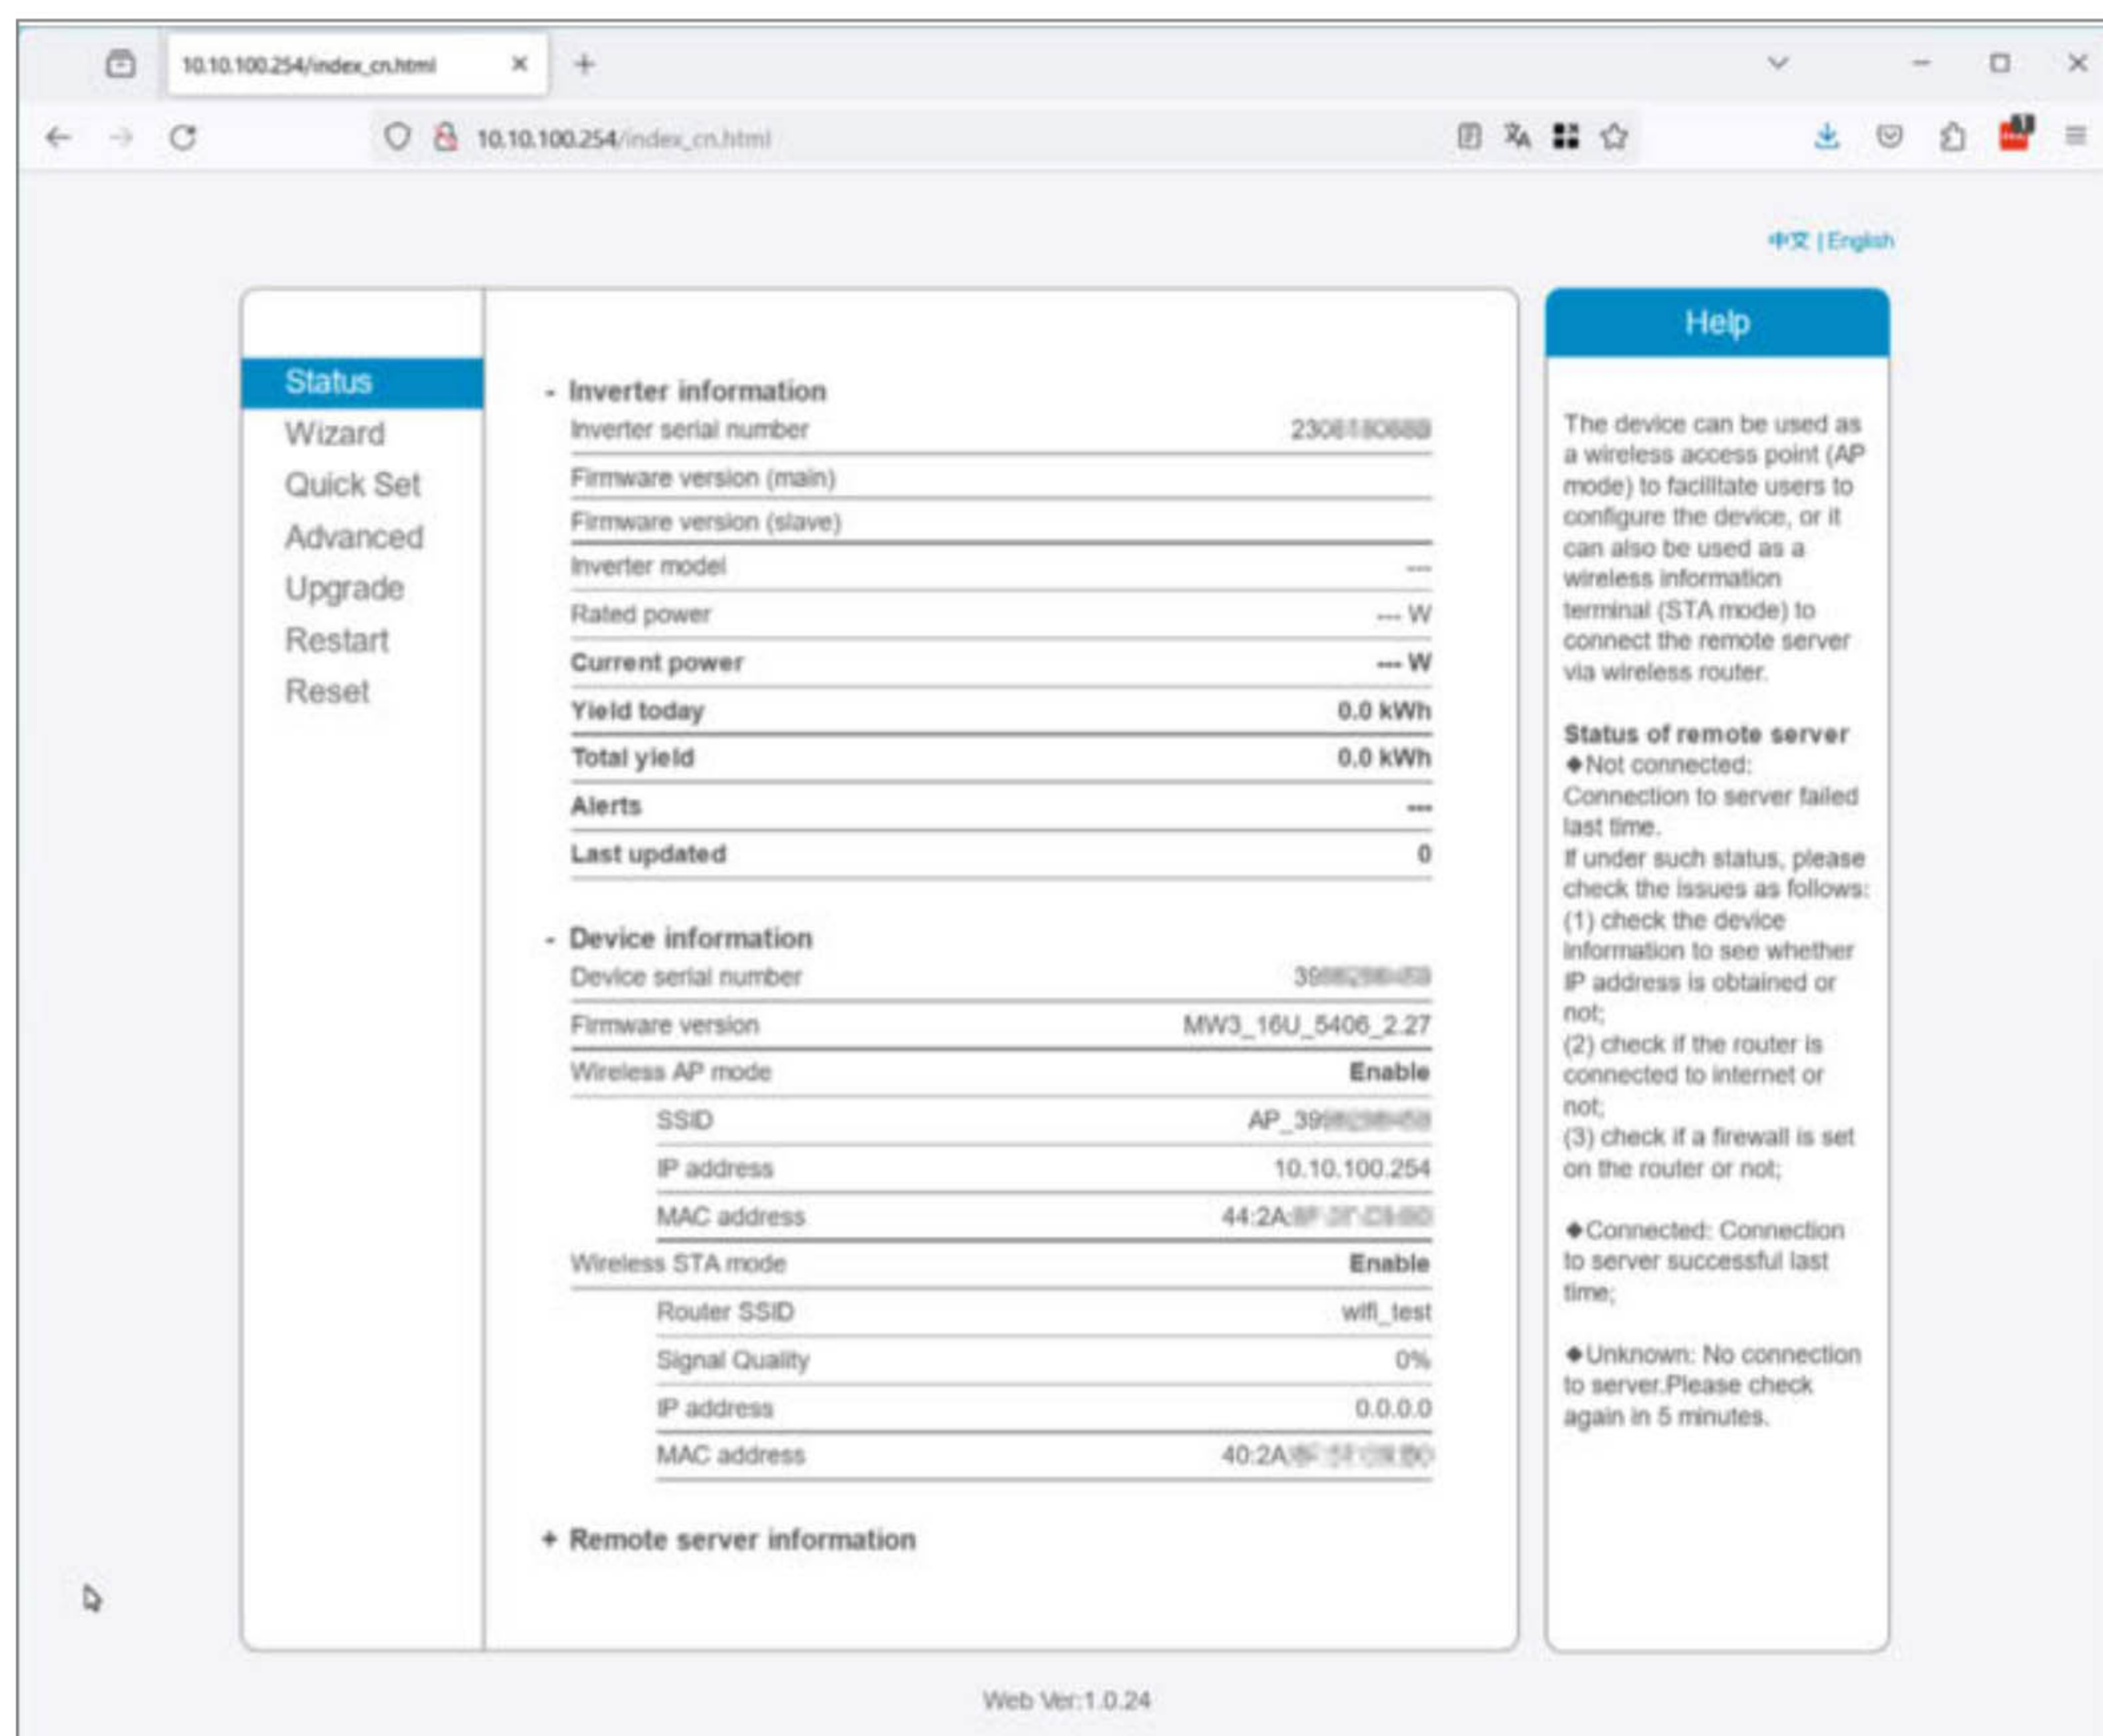 10.10.100.254/index_cn.html
10.10.100.254/index_cn.html
中文 | English
Status
Wizard
Quick Set
Advanced
Upgrade
Restart
Reset
- Inverter information
Inverter serial number
Firmware version (main)
Firmware version (slave)
Inverter model ---
Rated power --- W
Current power --- W
Yield today 0.0 kWh
Total yield 0.0 kWh
Alerts ---
Last updated 0
- Device information
Device serial number
Firmware version MW3_16U_5406_2.27
Wireless AP mode Enable
SSID
IP address 10.10.100.254
MAC address
Wireless STA mode Enable
Router SSID wifi_test
Signal Quality 0%
IP address 0.0.0.0
MAC address
+ Remote server information
Help
The device can be used as
a wireless access point (AP
mode) to facilitate users to
configure the device, or it
can also be used as a
wireless information
terminal (STA mode) to
connect the remote server
via wireless router.
Status of remote server
◆Not connected:
Connection to server failed
last time.
If under such status, please
check the issues as follows:
(1) check the device
information to see whether
IP address is obtained or
not;
(2) check if the router is
connected to internet or
not;
(3) check if a firewall is set
on the router or not;
◆Connected: Connection
to server successful last
time;
◆Unknown: No connection
to server.Please check
again in 5 minutes.
Web Ver:1.0.24